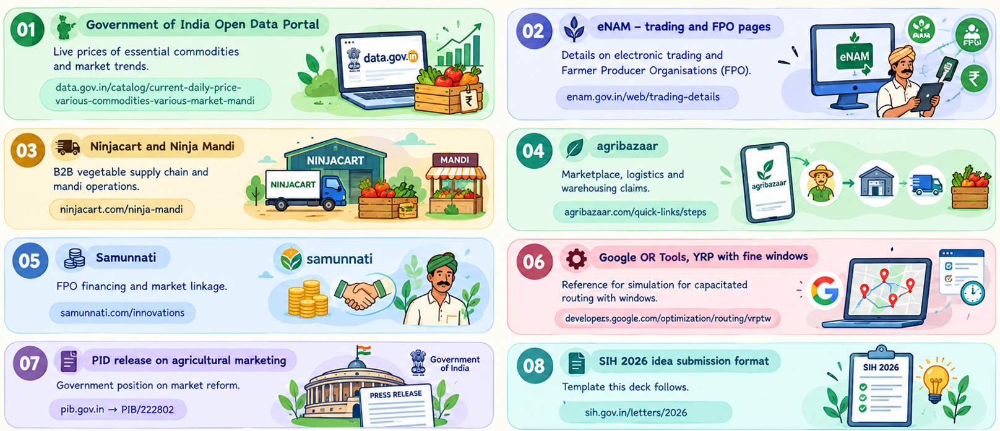 01
Government of India Open Data Portal
Live prices of essential commodities
and market trends.
data.gov.in/catalog/current-daily-price-
various-commodities-various-market-mandi
data.gov.in
₹
02
eNAM – trading and FPO pages
Details on electronic trading and
Farmer Producer Organisations (FPO).
enam.gov.in/web/trading-details
eNAM
₹
03
Ninjacart and Ninja Mandi
B2B vegetable supply chain and
mandi operations.
ninjacart.com/ninja-mandi
NINJACART
NINJACART
MANDI
04
agribazaar
Marketplace, logistics and
warehousing claims.
agribazaar.com/quick-links/steps
agribazaar
05
Samunnati
FPO financing and market linkage.
samunnati.com/innovations
samunnati
06
Google OR Tools, YRP with fine windows
Reference for simulation for capacitated
routing with windows.
developers.google.com/optimization/routing/vrptw
G
07
PID release on agricultural marketing
Government position on market reform.
pib.gov.in → PIB/222802
Government
of India
PRESS RELEASE
08
SIH 2026 idea submission format
Template this deck follows.
sih.gov.in/letters/2026
SIH 2026